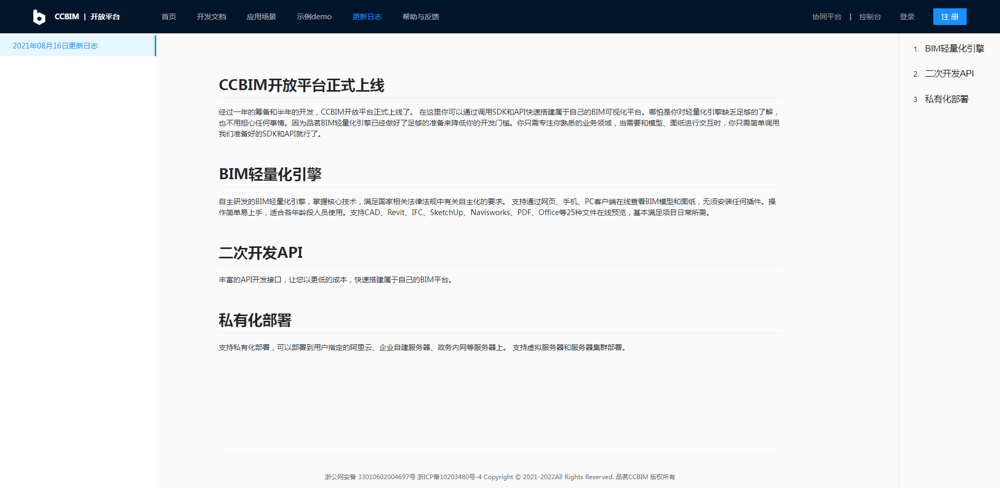 CCBIM | 开放平台
首页 开发文档 应用场景 示例demo 更新日志 帮助与反馈 协同平台 | 控制台 登录 注 册
2021年08月16日更新日志
CCBIM开放平台正式上线
经过一年的筹备和半年的开发，CCBIM开放平台正式上线了。 在这里你可以通过调用SDK和API快速搭建属于自己的BIM可视化平台。哪怕是你对轻量化引擎缺乏足够的了解，
也不用担心任何事情。因为品茗BIM轻量化引擎已经做好了足够的准备来降低你的开发门槛。你只需专注你熟悉的业务领域，当需要和模型、图纸进行交互时，你只需简单调用
我们准备好的SDK和API就行了。
BIM轻量化引擎
自主研发的BIM轻量化引擎，掌握核心技术，满足国家相关法律法规中有关自主化的要求。 支持通过网页、手机、PC客户端在线查看BIM模型和图纸，无须安装任何插件。操
作简单易上手，适合各年龄段人员使用。支持CAD、Revit、IFC、SketchUp、Navisworks、PDF、Office等25种文件在线预览，基本满足项目日常所需。
二次开发API
丰富的API开发接口，让您以更低的成本，快速搭建属于自己的BIM平台。
私有化部署
支持私有化部署，可以部署到用户指定的阿里云、企业自建服务器、政务内网等服务器上。 支持虚拟服务器和服务器集群部署。
1. BIM轻量化引擎
2. 二次开发API
3. 私有化部署
浙公网安备 33010602004697号 浙ICP备10203480号-4 Copyright © 2021-2022All Rights Reserved. 品茗CCBIM 版权所有